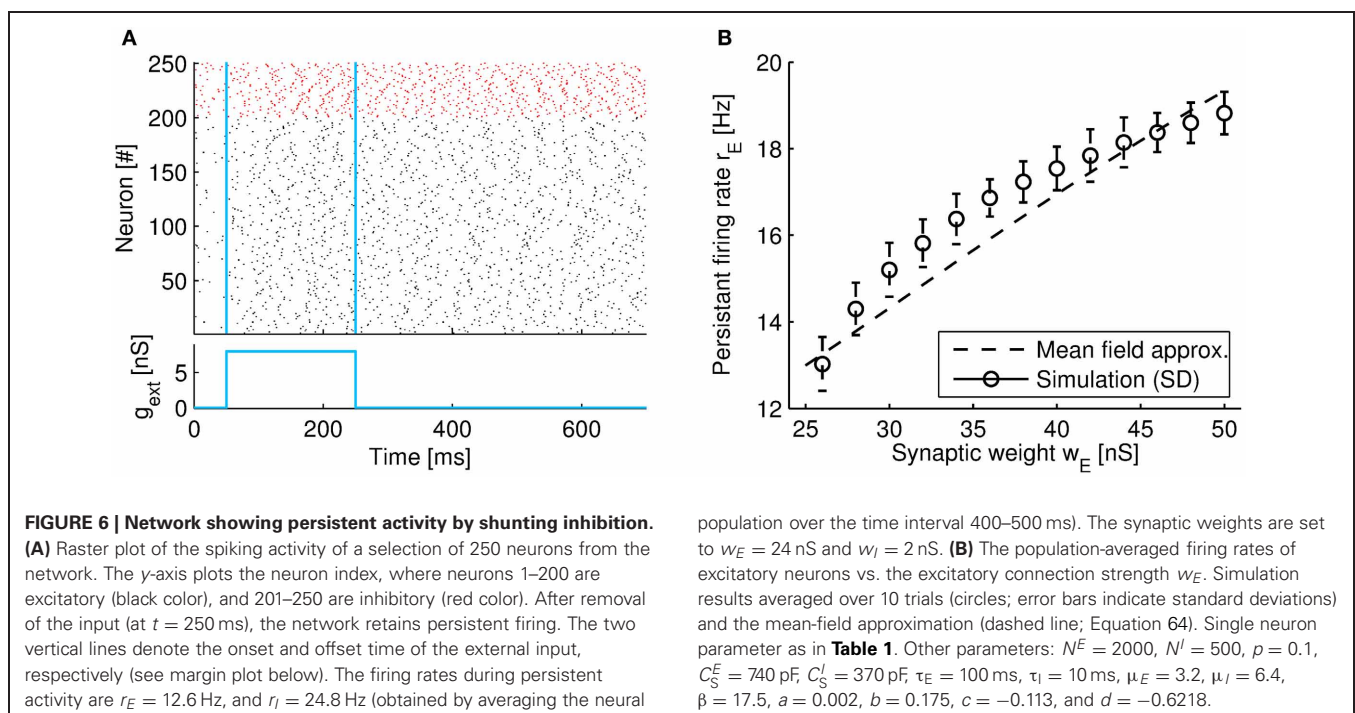 A
250
200
150
100
50
Neuron [#]
5
0
g_ext [nS]
0
200
400
600
Time [ms]
B
20
18
16
14
12
Persistant firing rate r_E [Hz]
Mean field approx.
Simulation (SD)
25
30
35
40
45
50
Synaptic weight w_E [nS]
FIGURE 6 | Network showing persistent activity by shunting inhibition.
(A) Raster plot of the spiking activity of a selection of 250 neurons from the
network. The y-axis plots the neuron index, where neurons 1–200 are
excitatory (black color), and 201–250 are inhibitory (red color). After removal
of the input (at t = 250 ms), the network retains persistent firing. The two
vertical lines denote the onset and offset time of the external input,
respectively (see margin plot below). The firing rates during persistent
activity are r_E = 12.6 Hz, and r_I = 24.8 Hz (obtained by averaging the neural
population over the time interval 400–500 ms). The synaptic weights are set
to w_E = 24 nS and w_I = 2 nS. (B) The population-averaged firing rates of
excitatory neurons vs. the excitatory connection strength w_E. Simulation
results averaged over 10 trials (circles; error bars indicate standard deviations)
and the mean-field approximation (dashed line; Equation 64). Single neuron
parameter as in Table 1. Other parameters: N^E = 2000, N^I = 500, p = 0.1,
C_S^E = 740 pF, C_S^I = 370 pF, τ_E = 100 ms, τ_I = 10 ms, μ_E = 3.2, μ_I = 6.4,
β = 17.5, a = 0.002, b = 0.175, c = −0.113, and d = −0.6218.